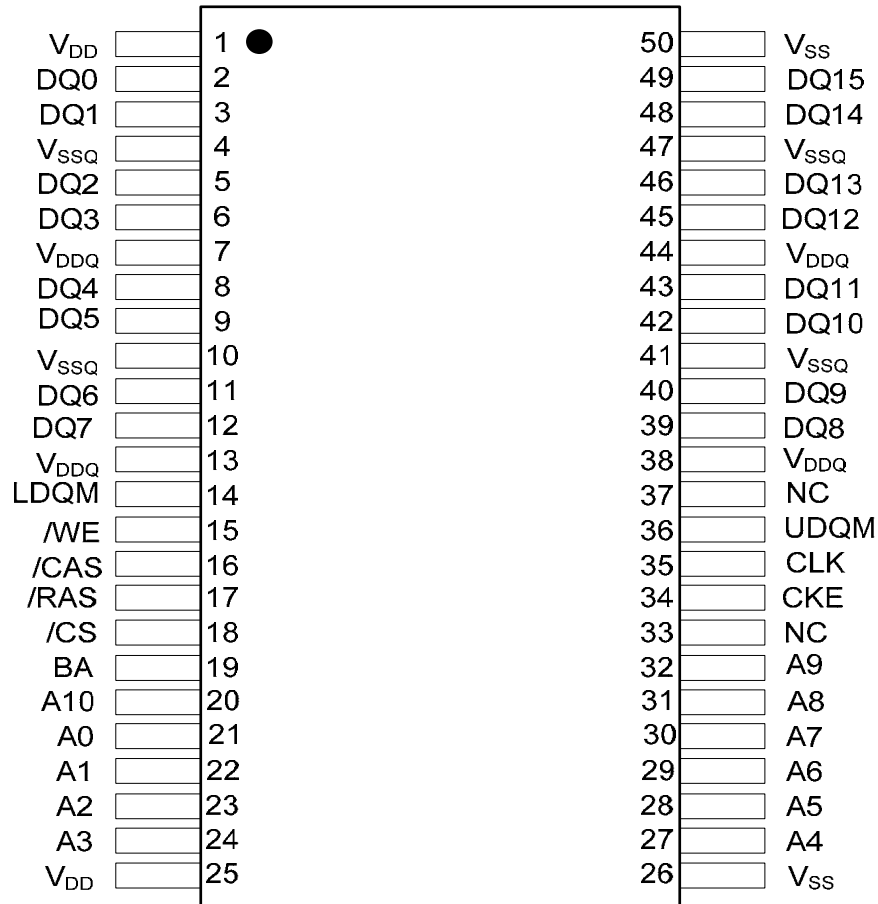 VDD 1 50 VSS
DQ0 2 49 DQ15
DQ1 3 48 DQ14
VSSQ 4 47 VSSQ
DQ2 5 46 DQ13
DQ3 6 45 DQ12
VDDQ 7 44 VDDQ
DQ4 8 43 DQ11
DQ5 9 42 DQ10
VSSQ 10 41 VSSQ
DQ6 11 40 DQ9
DQ7 12 39 DQ8
VDDQ 13 38 VDDQ
LDQM 14 37 NC
/WE 15 36 UDQM
/CAS 16 35 CLK
/RAS 17 34 CKE
/CS 18 33 NC
BA 19 32 A9
A10 20 31 A8
A0 21 30 A7
A1 22 29 A6
A2 23 28 A5
A3 24 27 A4
VDD 25 26 VSS